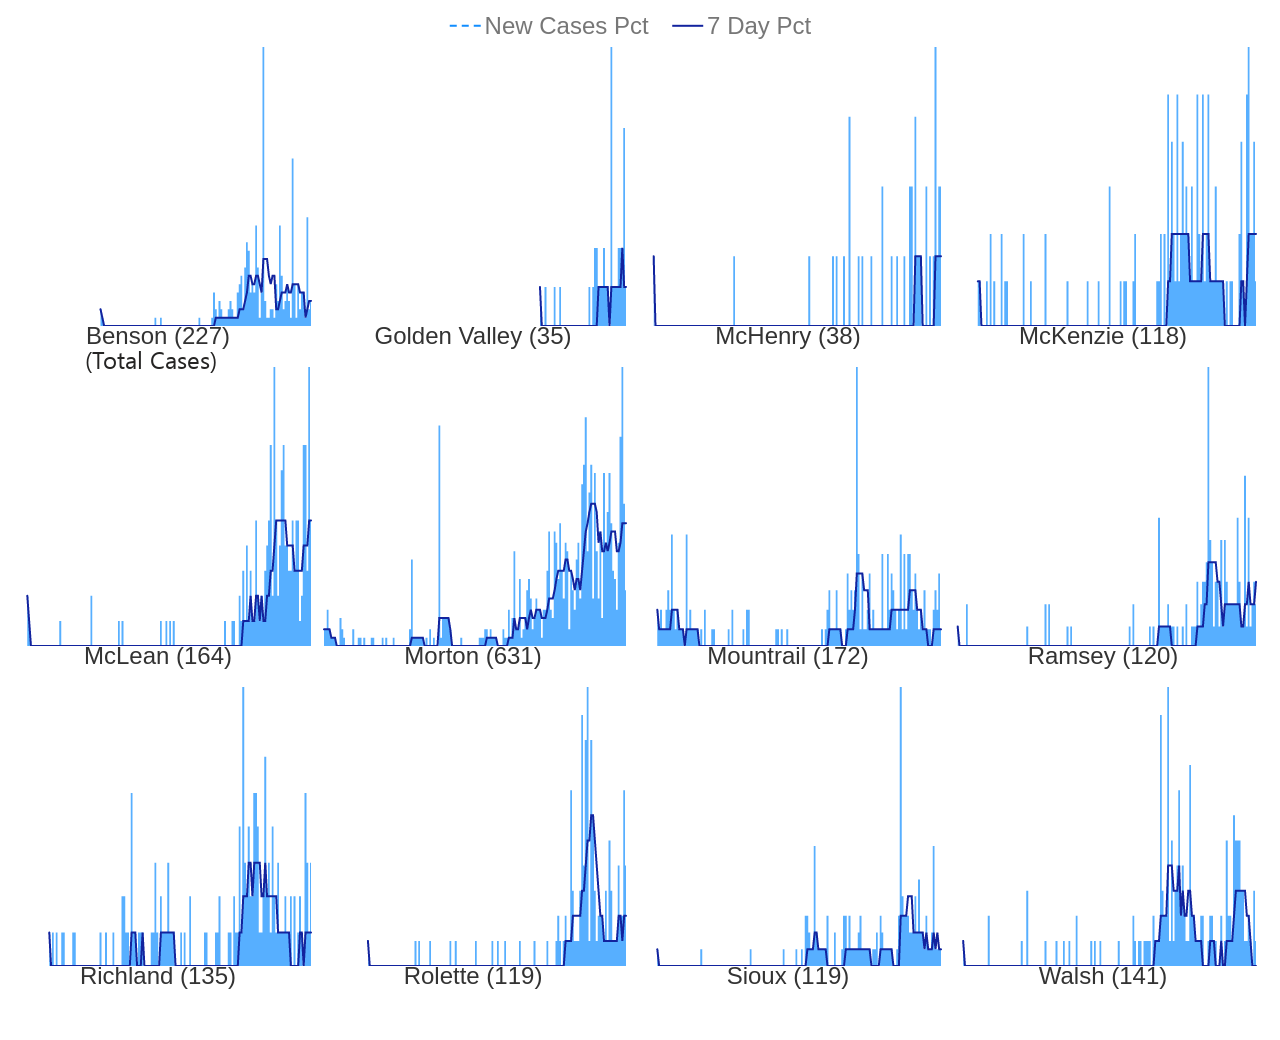 New Cases Pct 7 Day Pct
Benson (227) Golden Valley (35) McHenry (38) McKenzie (118)
(Total Cases)
McLean (164) Morton (631) Mountrail (172) Ramsey (120)
Richland (135) Rolette (119) Sioux (119) Walsh (141)